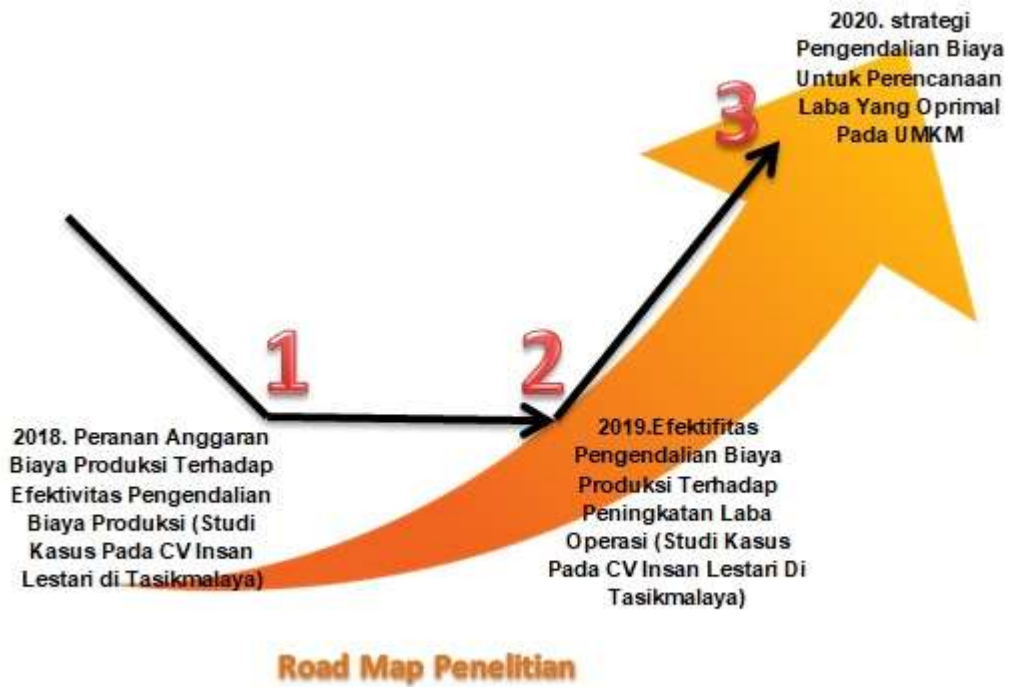 2020. strategi
Pengendalian Biaya
Untuk Perencanaan
Laba Yang Oprimal
Pada UMKM
3
1
2
2018. Peranan Anggaran
Biaya Produksi Terhadap
Efektivitas Pengendalian
Biaya Produksi (Studi
Kasus Pada CV Insan
Lestari di Tasikmalaya)
2019.Efektifitas
Pengendalian Biaya
Produksi Terhadap
Peningkatan Laba
Operasi (Studi Kasus
Pada CV Insan Lestari Di
Tasikmalaya)
Road Map Penelitian